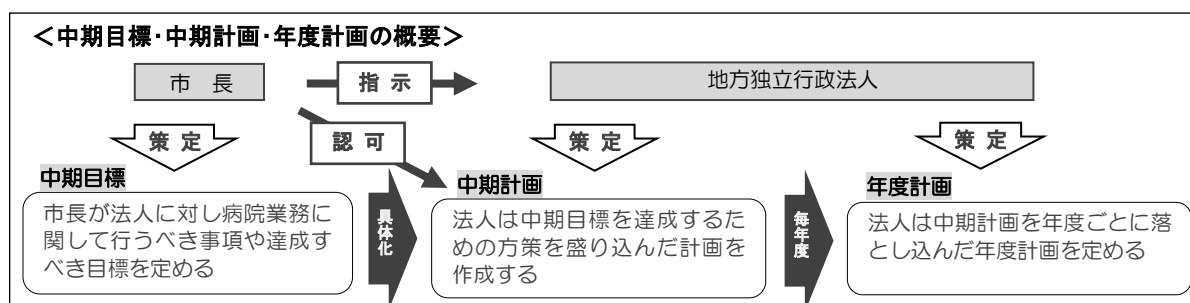 ＜中期目標・中期計画・年度計画の概要＞
市　長
指 示
地方独立行政法人
策 定
認 可
策 定
策 定
中期目標
市長が法人に対し病院業務に
関して行うべき事項や達成す
べき目標を定める
具体化
中期計画
法人は中期目標を達成するた
めの方策を盛り込んだ計画を
作成する
毎年度
年度計画
法人は中期計画を年度ごとに落
とし込んだ年度計画を定める